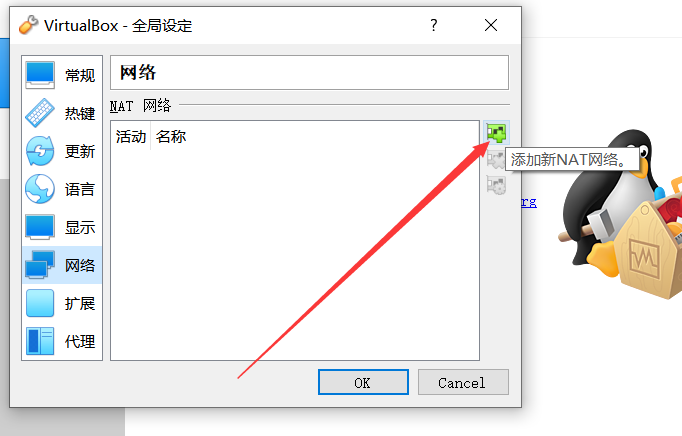 VirtualBox - 全局设定
?
常规
热键
更新
语言
显示
网络
扩展
代理
网络
NAT 网络
活动 名称
添加新NAT网络。
rg
OK
Cancel